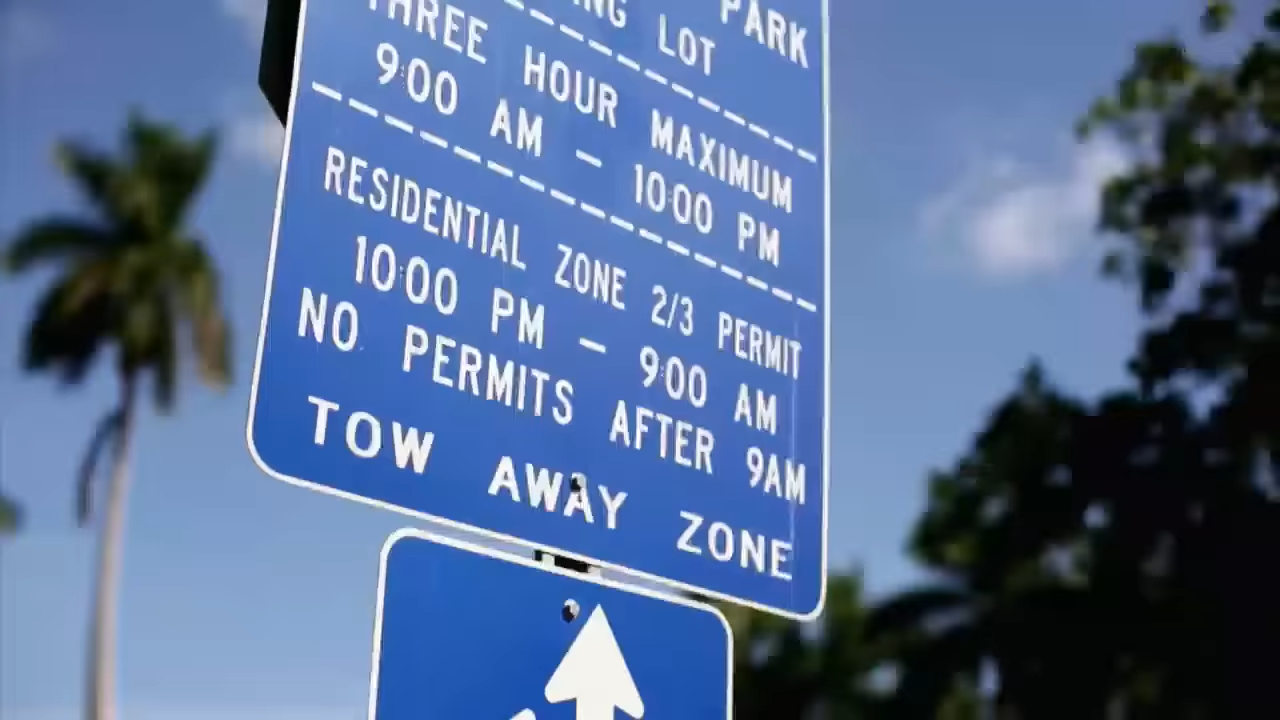 PARK
ING LOT
THREE HOUR MAXIMUM
9:00 AM – 10:00 PM
RESIDENTIAL ZONE 2/3 PERMIT
10:00 PM – 9:00 AM
NO PERMITS AFTER 9AM
TOW AWAY ZONE